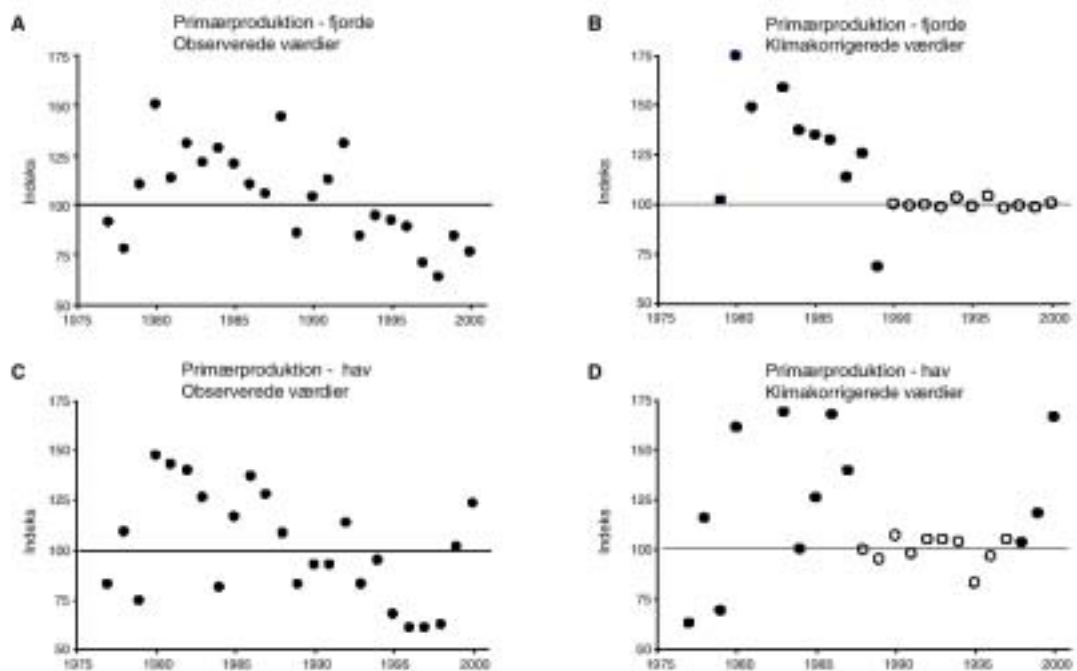 A
Primærproduktion - fjorde
Observerede værdier
175
150
125
100
75
50
Indeks
1975 1980 1985 1990 1995 2000
B
Primærproduktion - fjorde
Klimakorrigerede værdier
175
150
125
100
75
50
Indeks
1975 1980 1985 1990 1995 2000
C
Primærproduktion - hav
Observerede værdier
175
150
125
100
75
50
Indeks
1975 1980 1985 1990 1995 2000
D
Primærproduktion - hav
Klimakorrigerede værdier
175
150
125
100
75
50
Indeks
1975 1980 1985 1990 1995 2000